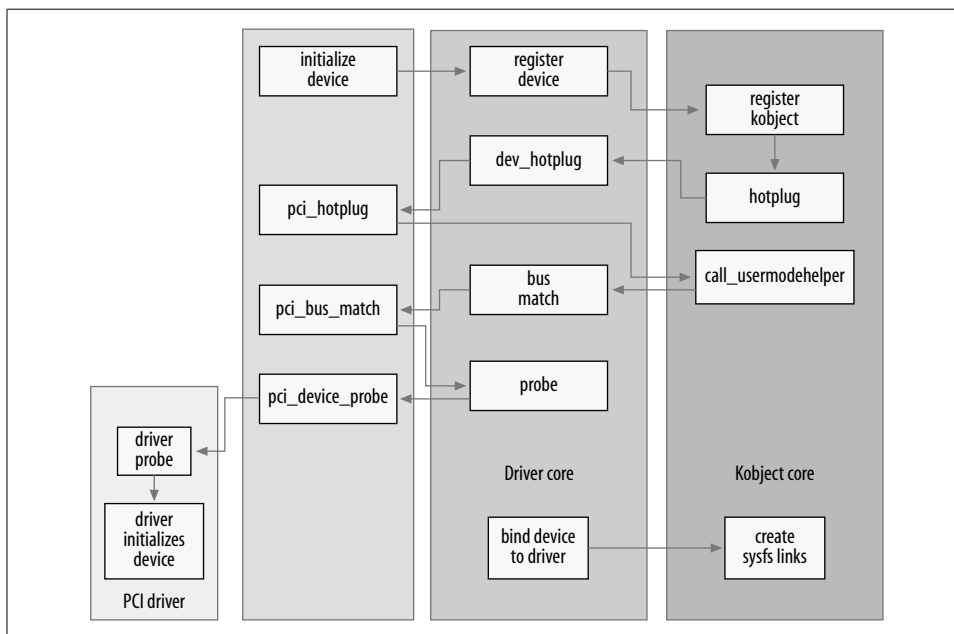 initialize
device
register
device
register
kobject
dev_hotplug
hotplug
pci_hotplug
call_usermodehelper
bus
match
pci_bus_match
probe
pci_device_probe
driver
probe
Driver core
Kobject core
driver
initializes
device
bind device
to driver
create
sysfs links
PCI driver